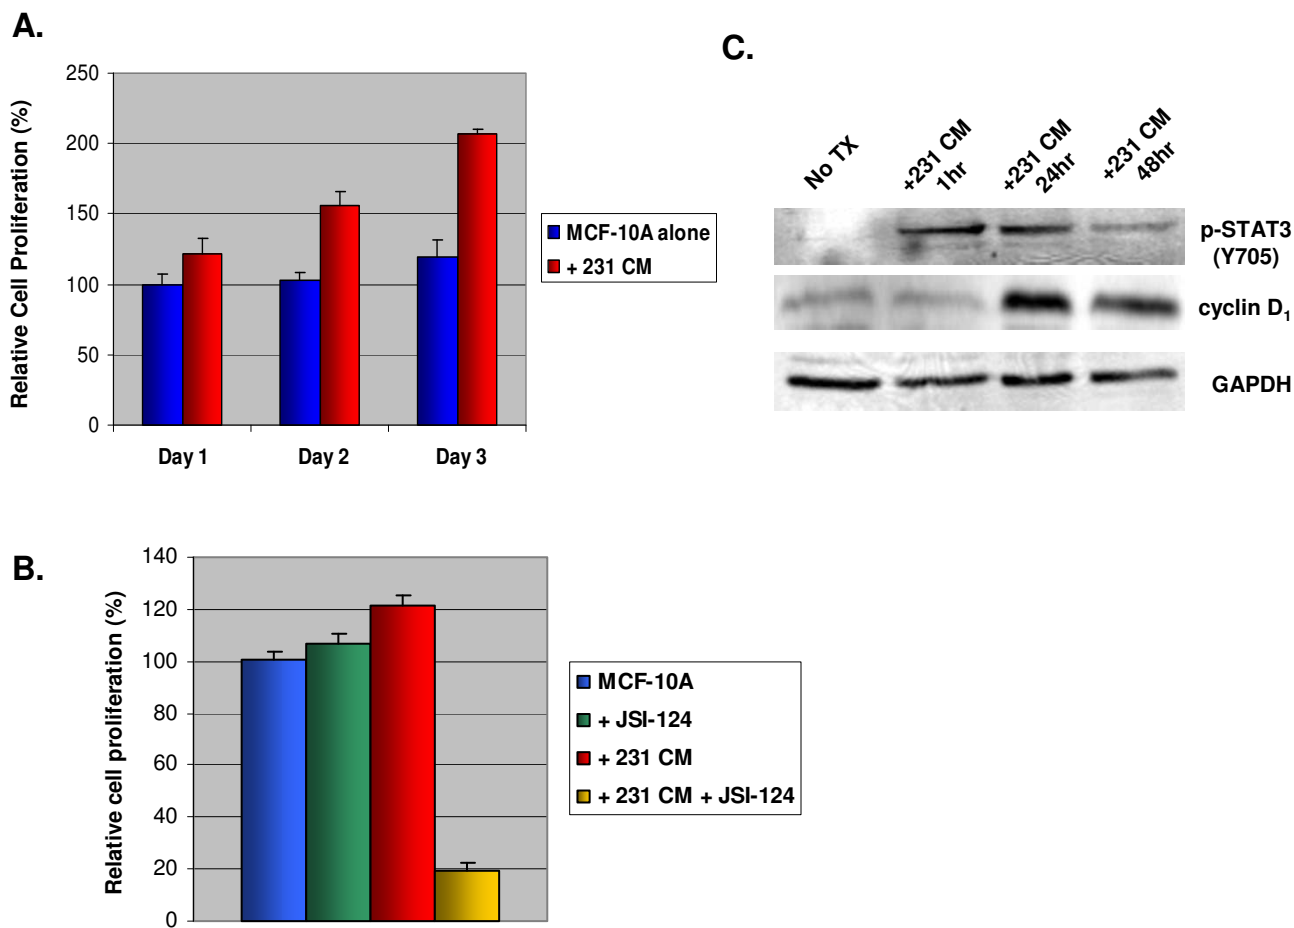 A.
Relative Cell Proliferation (%)
250
200
150
100
50
0
Day 1
Day 2
Day 3
MCF-10A alone
+ 231 CM
B.
Relative cell proliferation (%)
140
120
100
80
60
40
20
0
MCF-10A
+ JSI-124
+ 231 CM
+ 231 CM + JSI-124
C.
No TX
+231 CM
1hr
+231 CM
24hr
+231 CM
48hr
p-STAT3
(Y705)
cyclin D₁
GAPDH